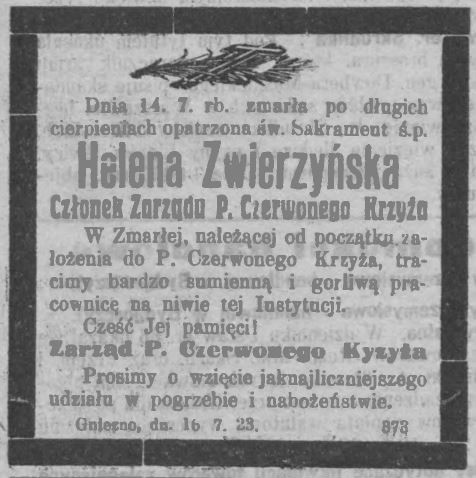 Dnia 14. 7. rb. zmarła po długich
cierpieniach opatrzona św. Sakrament ś.p.
Helena Zwierzyńska
Członek Zarządu P. Czerwonego Krzyża
W Zmarłej, należącej od początku za-
łożenia do P. Czerwonego Krzyża, tra-
cimy bardzo sumienną i gorliwą pra-
cownicę na niwie tej Instytucji.
Cześć Jej pamięci!
Zarząd P. Czerwonego Kyzyża
Prosimy o wzięcie jaknajliczniejszego
udziału w pogrzebie i nabożeństwie.
Gniezno, dn. 16 7. 23. 873